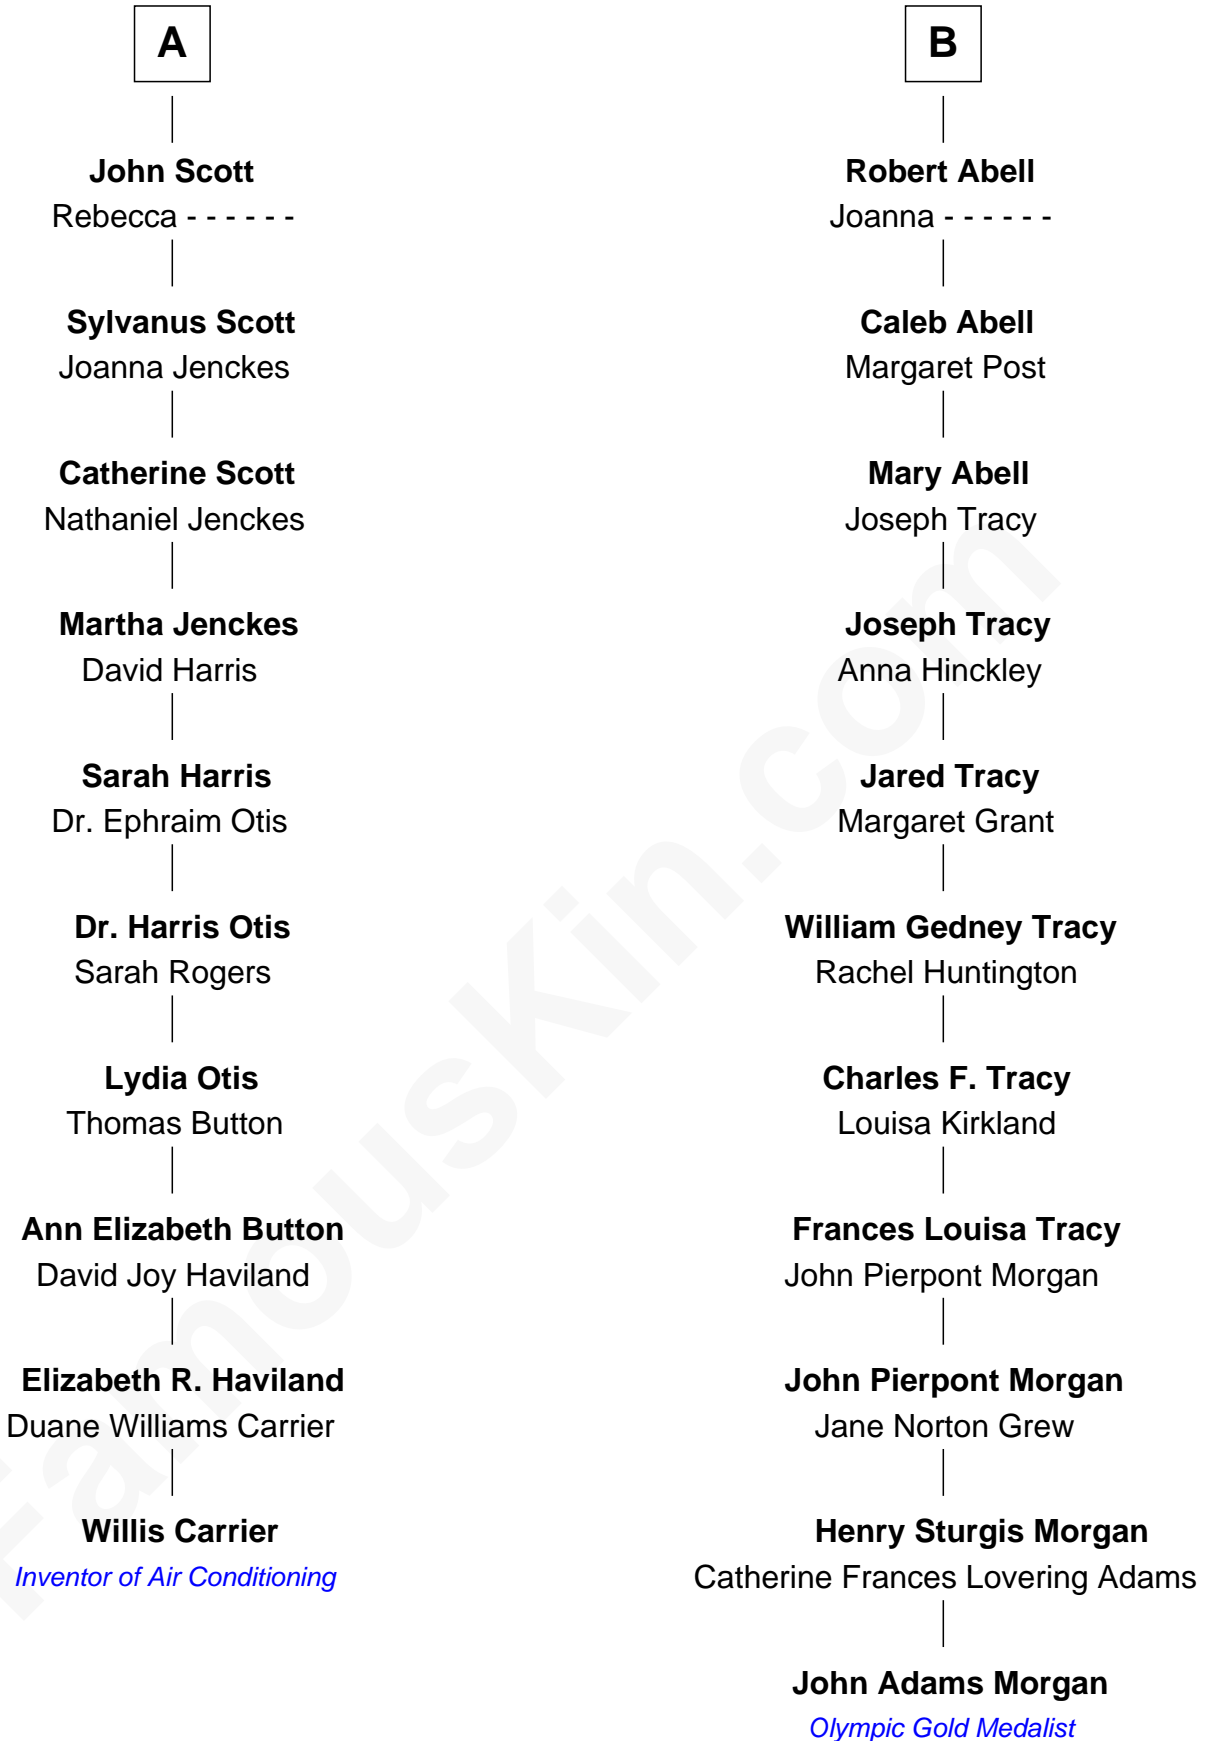 A
John Scott
Rebecca - - - - - -
Sylvanus Scott
Joanna Jenckes
Catherine Scott
Nathaniel Jenckes
Martha Jenckes
David Harris
Sarah Harris
Dr. Ephraim Otis
Dr. Harris Otis
Sarah Rogers
Lydia Otis
Thomas Button
Ann Elizabeth Button
David Joy Haviland
Elizabeth R. Haviland
Duane Williams Carrier
Willis Carrier
Inventor of Air Conditioning
B
Robert Abell
Joanna - - - - - -
Caleb Abell
Margaret Post
Mary Abell
Joseph Tracy
Joseph Tracy
Anna Hinckley
Jared Tracy
Margaret Grant
William Gedney Tracy
Rachel Huntington
Charles F. Tracy
Louisa Kirkland
Frances Louisa Tracy
John Pierpont Morgan
John Pierpont Morgan
Jane Norton Grew
Henry Sturgis Morgan
Catherine Frances Lovering Adams
John Adams Morgan
Olympic Gold Medalist
FamousKin.com